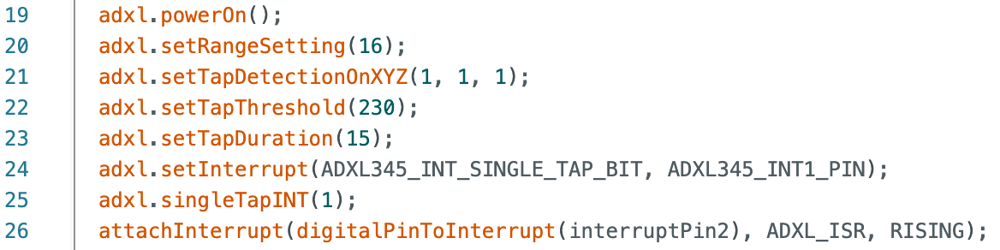 19 adxl.powerOn();
20 adxl.setRangeSetting(16);
21 adxl.setTapDetectionOnXYZ(1, 1, 1);
22 adxl.setTapThreshold(230);
23 adxl.setTapDuration(15);
24 adxl.setInterrupt(ADXL345_INT_SINGLE_TAP_BIT, ADXL345_INT1_PIN);
25 adxl.singleTapINT(1);
26 attachInterrupt(digitalPinToInterrupt(interruptPin2), ADXL_ISR, RISING);